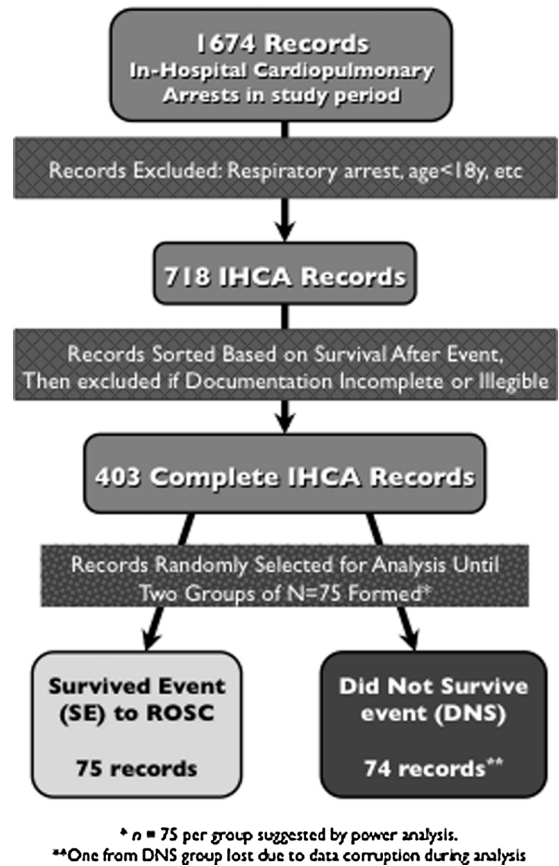 1674 Records
In-Hospital Cardiopulmonary
Arrests in study period
Records Excluded: Respiratory arrest, age<18y, etc
718 IHCA Records
Records Sorted Based on Survival After Event,
Then excluded if Documentation Incomplete or Illegible
403 Complete IHCA Records
Records Randomly Selected for Analysis Until
Two Groups of N=75 Formed*
Survived Event
(SE) to ROSC
75 records
Did Not Survive
event (DNS)
74 records**
* n = 75 per group suggested by power analysis.
**One from DNS group lost due to data corruption during analysis